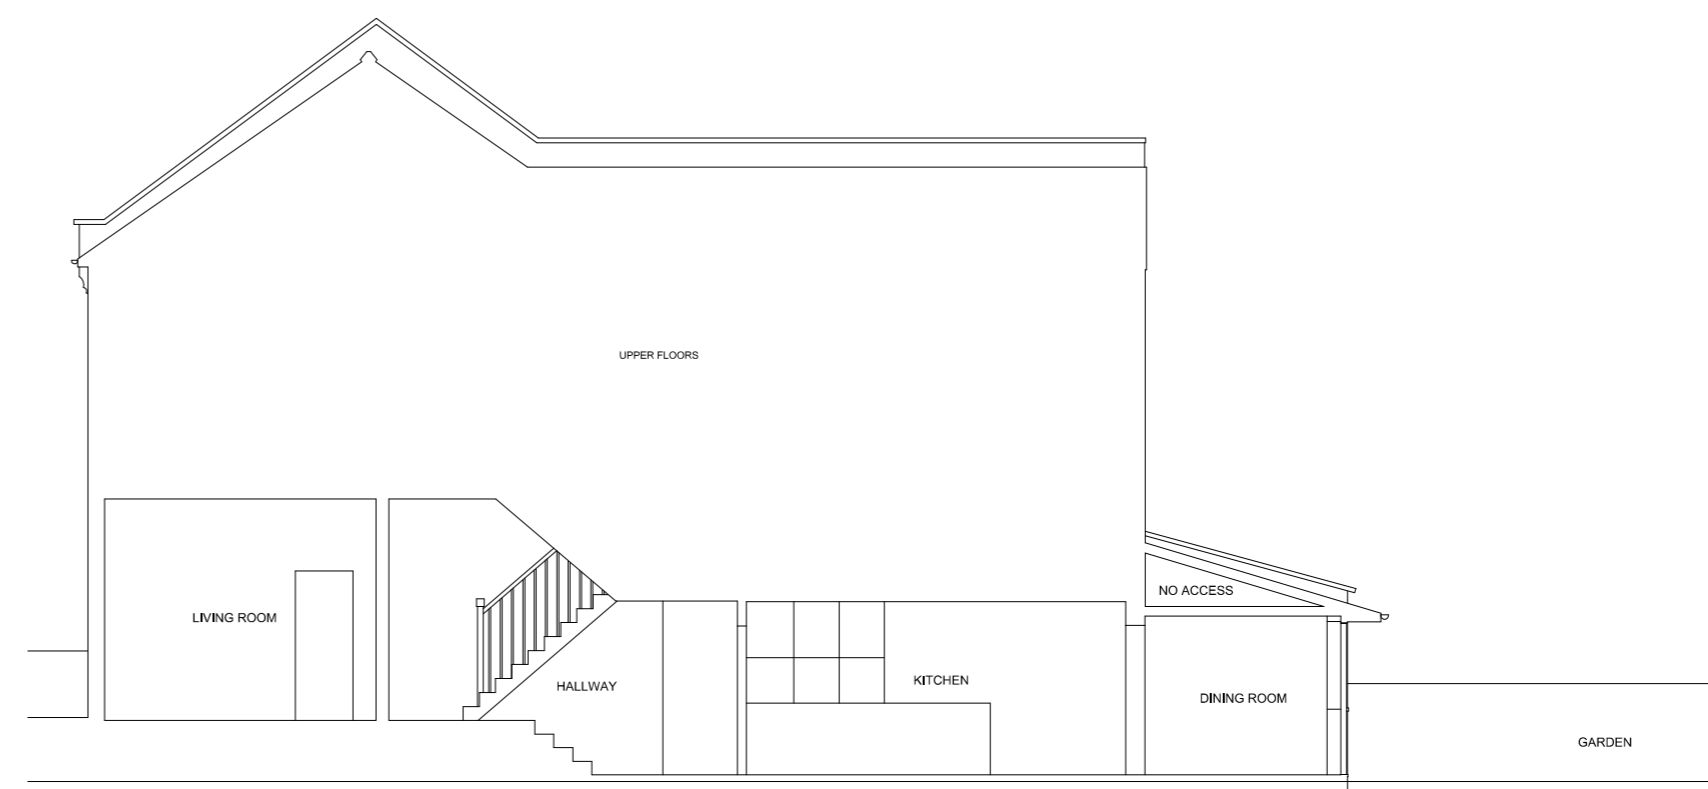 UPPER FLOORS
NO ACCESS
LIVING ROOM
HALLWAY
KITCHEN
DINING ROOM
GARDEN